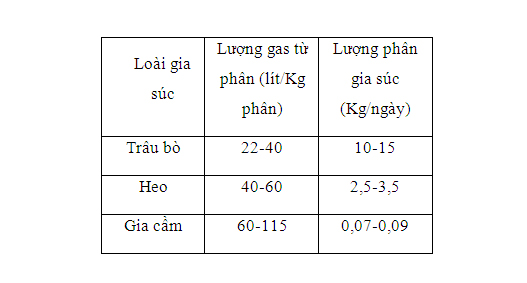 Loài gia
súc
Lượng gas từ
phân (lít/Kg
phân)
Lượng phân
gia súc
(Kg/ngày)
Trâu bò
22-40
10-15
Heo
40-60
2,5-3,5
Gia cầm
60-115
0,07-0,09